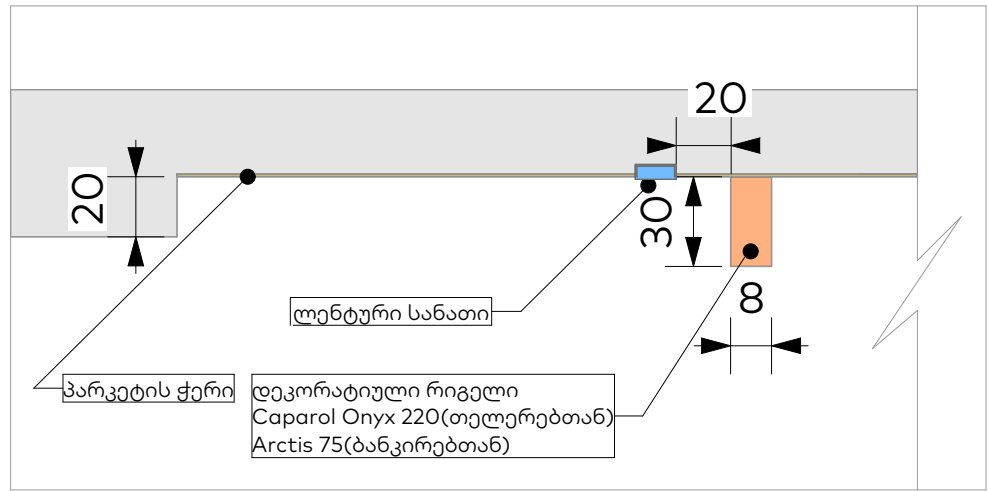 20
20
30
8
ლენტური სანათი
პარკეტის ჭერი
დეკორატიული რიგელი
Caparol Onyx 220(თელერებთან)
Arctis 75(ბანკირებთან)